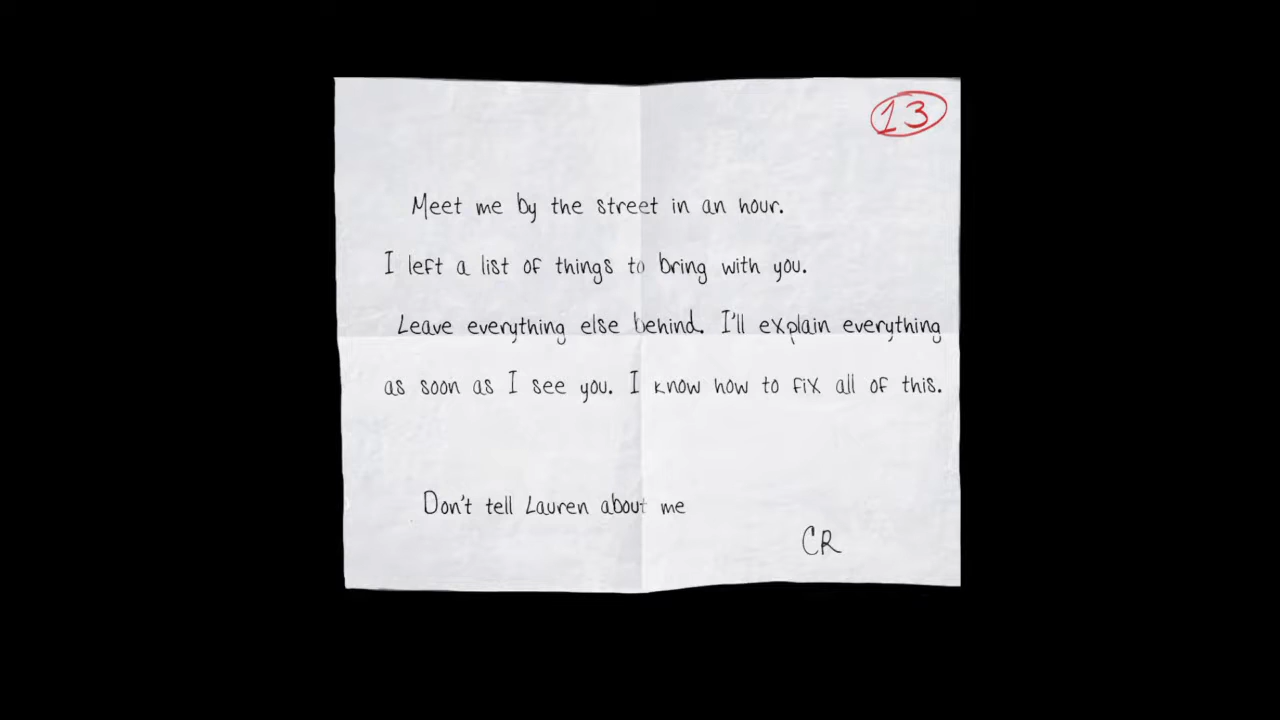 13
Meet me by the street in an hour.
I left a list of things to bring with you.
Leave everything else behind. I'll explain everything
as soon as I see you. I know how to fix all of this.
Don't tell Lauren about me
CR